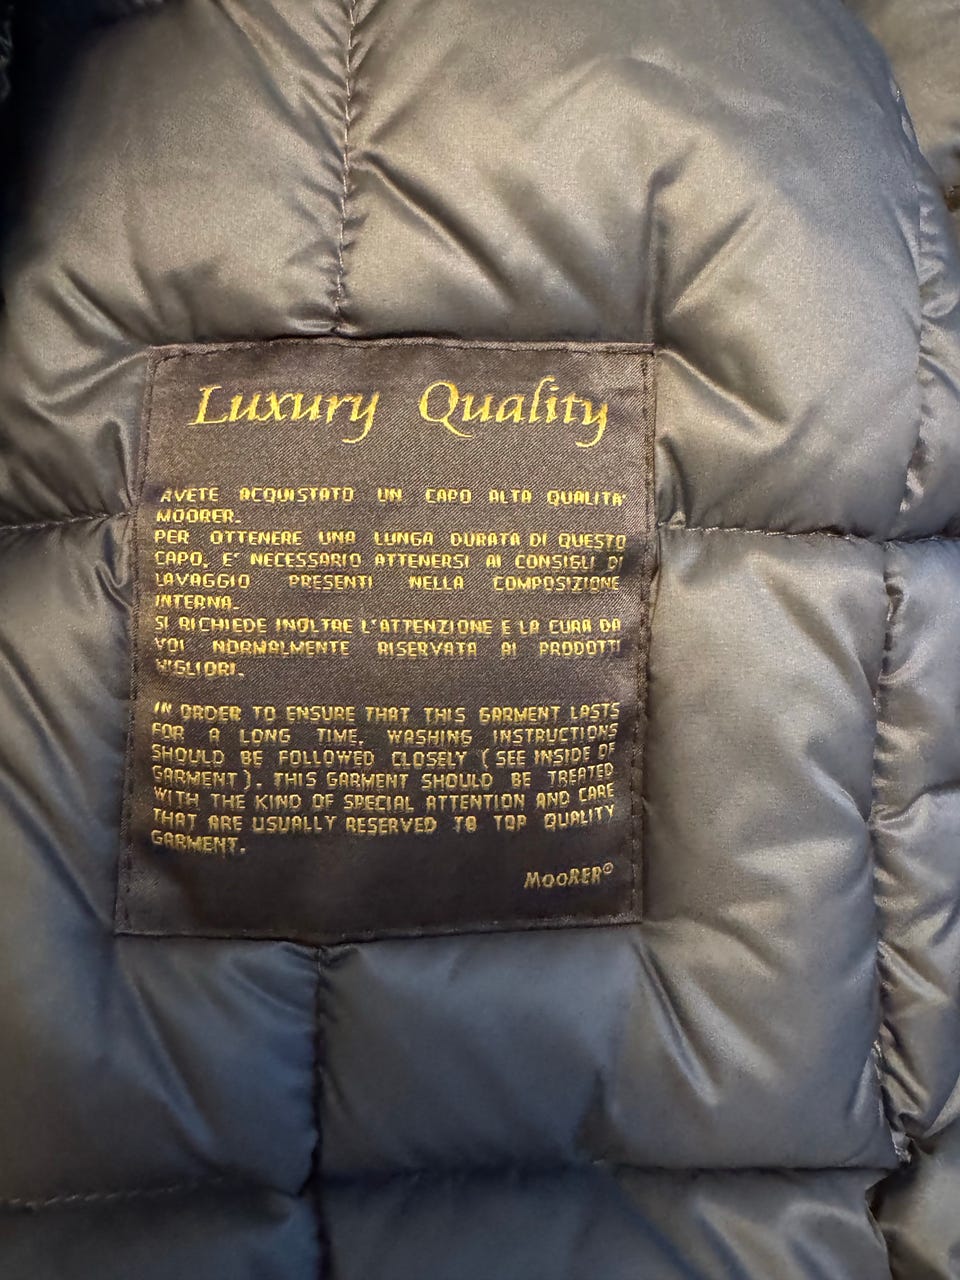 Luxury Quality
AVETE ACQUISTATO UN CAPO ALTA QUALITA'
MOORER.
PER OTTENERE UNA LUNGA DURATA DI QUESTO
CAPO, E' NECESSARIO ATTENERSI AI CONSIGLI DI
LAVAGGIO PRESENTI NELLA COMPOSIZIONE
INTERNA.
SI RICHIEDE INOLTRE L'ATTENZIONE E LA CURA DA
VOI NORMALMENTE RISERVATA AI PRODOTTI
MIGLIORI.
IN ORDER TO ENSURE THAT THIS GARMENT LASTS
FOR A LONG TIME, WASHING INSTRUCTIONS
SHOULD BE FOLLOWED CLOSELY (SEE INSIDE OF
GARMENT). THIS GARMENT SHOULD BE TREATED
WITH THE KIND OF SPECIAL ATTENTION AND CARE
THAT ARE USUALLY RESERVED TO TOP QUALITY
GARMENT.
MOORER©